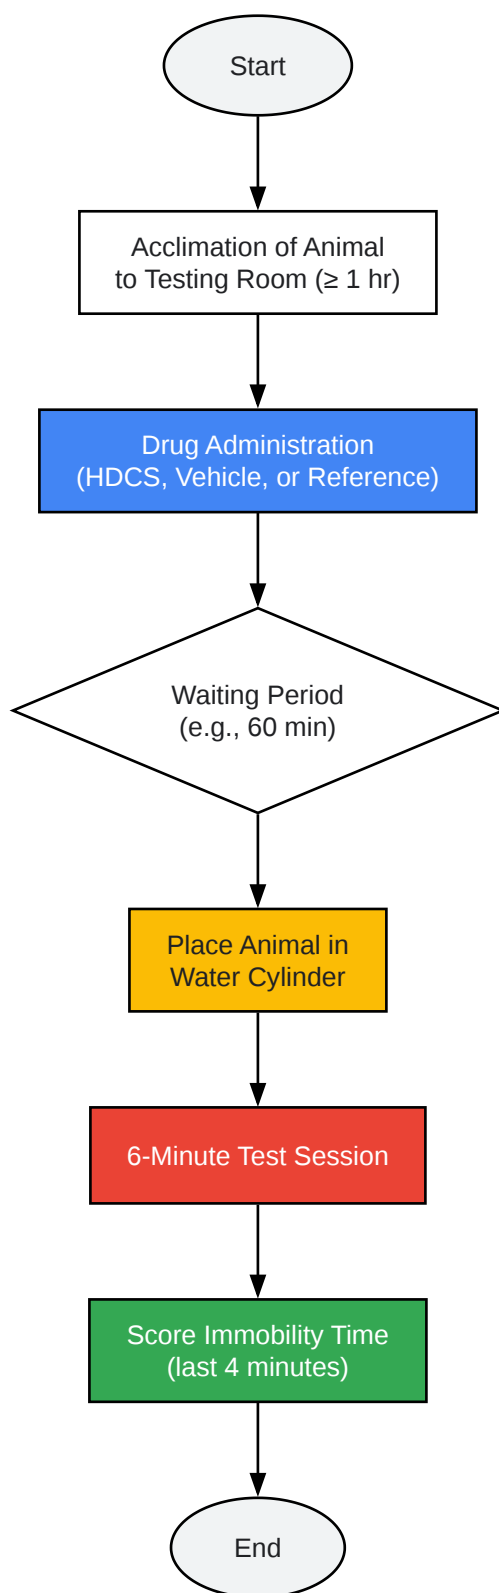 Start
Acclimation of Animal
to Testing Room (≥ 1 hr)
Drug Administration
(HDCS, Vehicle, or Reference)
Waiting Period
(e.g., 60 min)
Place Animal in
Water Cylinder
6-Minute Test Session
Score Immobility Time
(last 4 minutes)
End